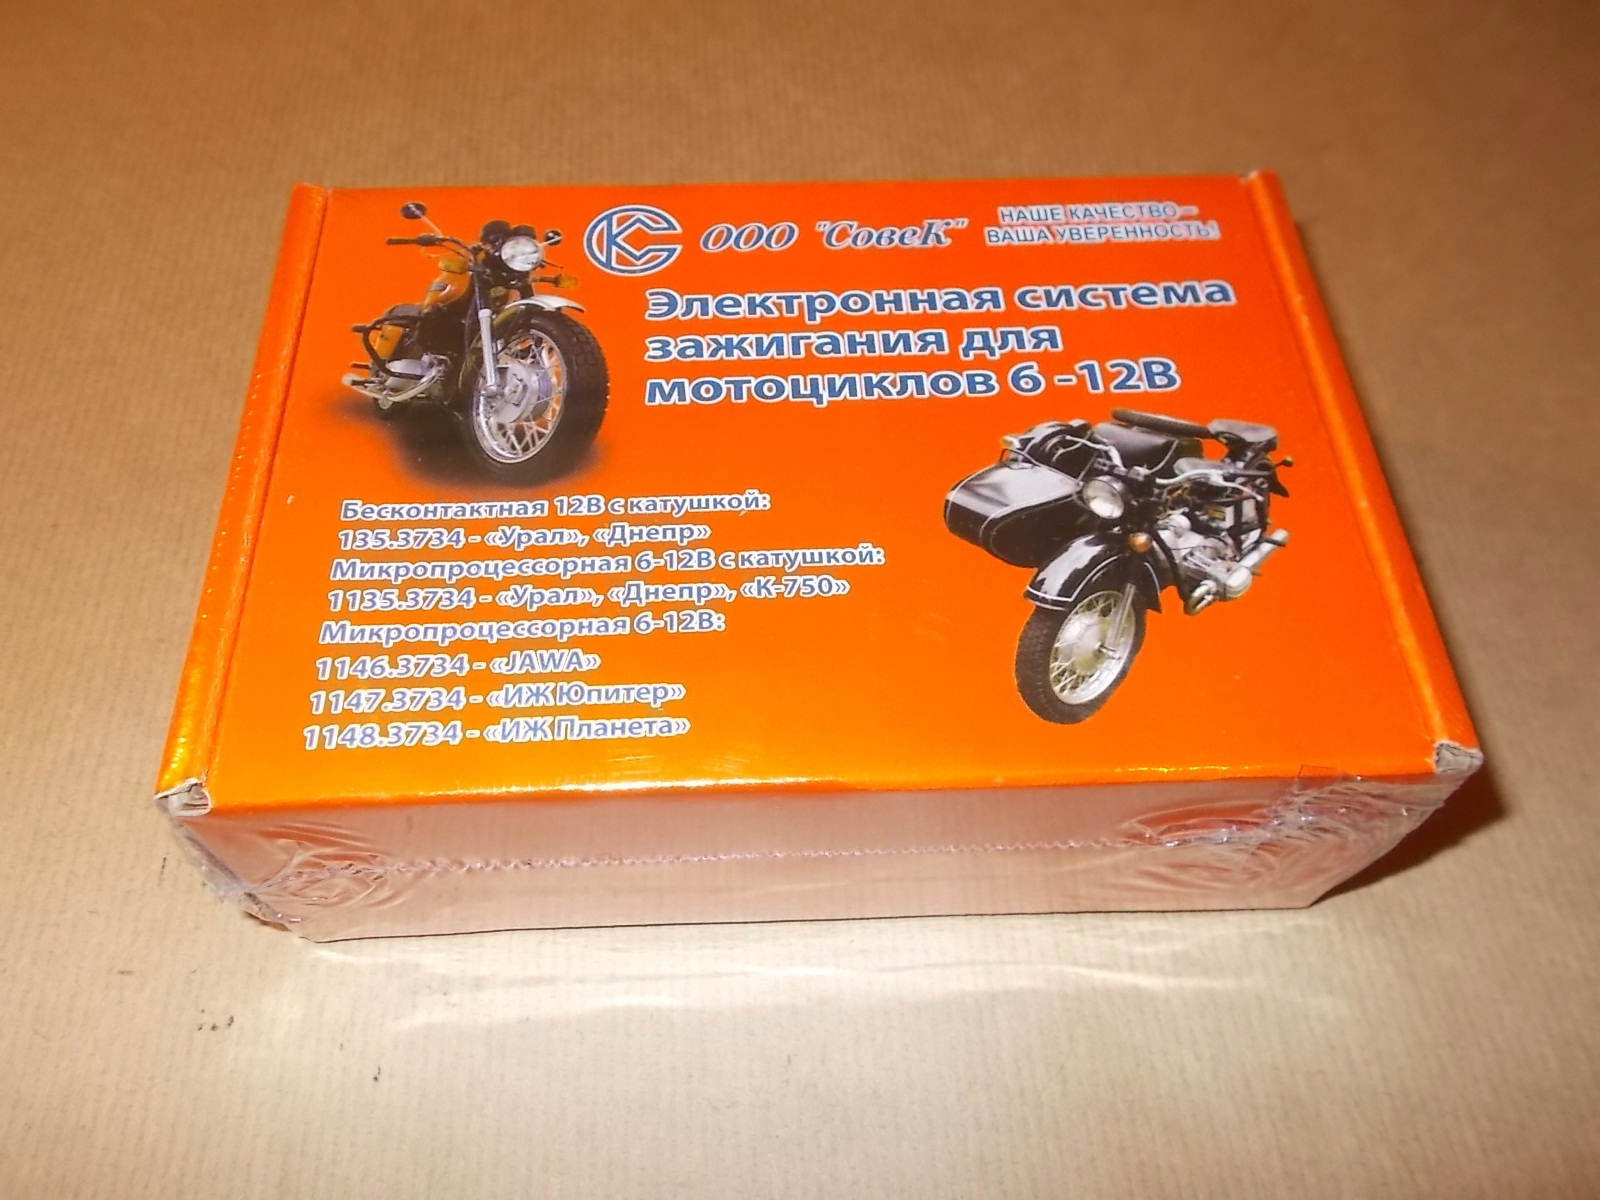 ООО "СовеК"
НАШЕ КАЧЕСТВО -
ВАША УВЕРЕННОСТЬ!
Электронная система
зажигания для
мотоциклов 6 -12В
Бесконтактная 12В с катушкой:
135.3734 - «Урал», «Днепр»
Микропроцессорная 6-12В с катушкой:
1135.3734 - «Урал», «Днепр», «К-750»
Микропроцессорная 6-12В:
1146.3734 - «JAWA»
1147.3734 - «ИЖ Юпитер»
1148.3734 - «ИЖ Планета»